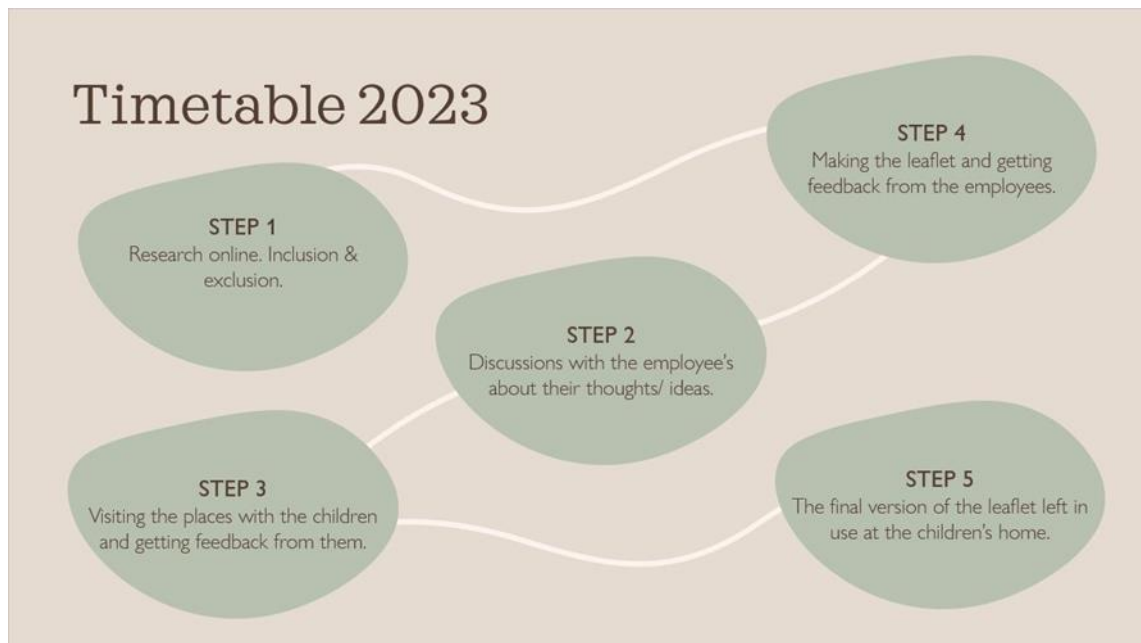 Timetable 2023
STEP 1
Research online. Inclusion &
exclusion.
STEP 2
Discussions with the employee's
about their thoughts/ ideas.
STEP 3
Visiting the places with the children
and getting feedback from them.
STEP 4
Making the leaflet and getting
feedback from the employees.
STEP 5
The final version of the leaflet left in
use at the children's home.